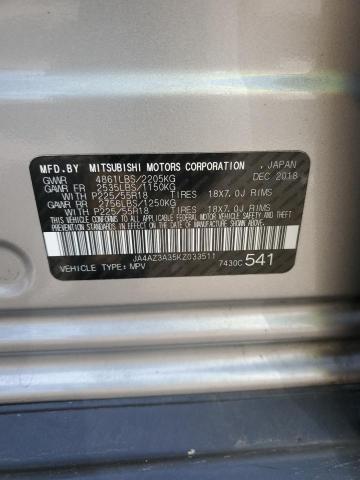 MFD.BY MITSUBISHI MOTORS CORPORATION , JAPAN
GVWR 4861LBS/2205KG DEC 2018
GAWR FR 2535LBS/1150KG
WITH P225/55R18 TIRES 18X7.0J RIMS
GAWR RR 2756LBS/1250KG
WITH P225/55R18 TIRES 18X7.0J RIMS
THIS VEHICLE CONFORMS TO ALL APPLICABLE FEDERAL MOTOR VEHICLE SAFETY AND THEFT PREVENTION STANDARDS IN EFFECT ON THE DATE OF MANUFACTURE SHOWN ABOVE.
JA4AZ3A35KZ033511
VEHICLE TYPE: MPV 7430C 541